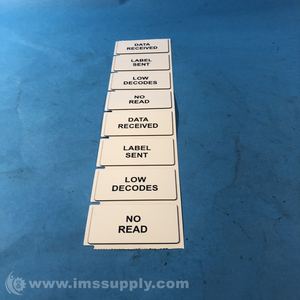 DATA
RECEIVED
LABEL
SENT
LOW
DECODES
NO
READ
DATA
RECEIVED
LABEL
SENT
LOW
DECODES
NO
READ
© www.imssupply.com